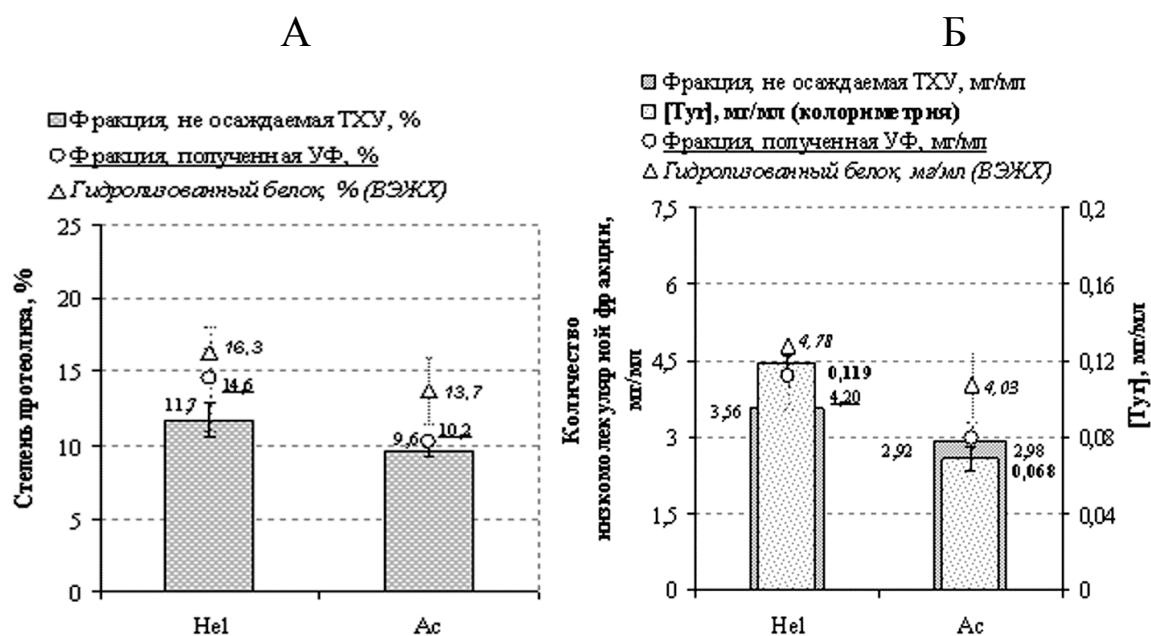 А
Фракция, не осаждаемая ТХУ, %
Фракция, полученная УФ, %
Гидролизованный белок, % (ВЭЖХ)
Степень протеолиза, %
25
20
15
10
5
0
16,3
14,6
11,7
13,7
10,2
9,6
Hel
Ac
Б
Фракция, не осаждаемая ТХУ, мг/мл
[Tyr], мг/мл (колориметрия)
Фракция, полученная УФ, мг/мл
Гидролизованный белок, мг/мл (ВЭЖХ)
Количество
низкомолекулярной фракции,
мг/мл
7,5
6
4,5
3
1,5
0
4,78
0,119
4,20
3,56
4,03
2,92
2,98
0,068
0,2
0,16
0,12
0,08
0,04
0
[Tyr], мг/мл
Hel
Ac